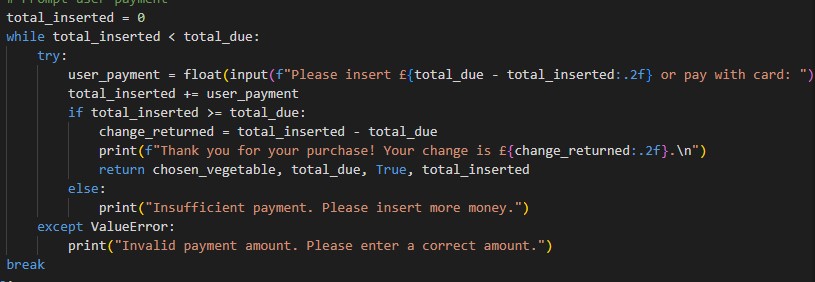 # Prompt user payment
total_inserted = 0
while total_inserted < total_due:
    try:
        user_payment = float(input(f"Please insert £{total_due - total_inserted:.2f} or pay with card: ")
        total_inserted += user_payment
        if total_inserted >= total_due:
            change_returned = total_inserted - total_due
            print(f"Thank you for your purchase! Your change is £{change_returned:.2f}.\n")
            return chosen_vegetable, total_due, True, total_inserted
        else:
            print("Insufficient payment. Please insert more money.")
    except ValueError:
        print("Invalid payment amount. Please enter a correct amount.")
break